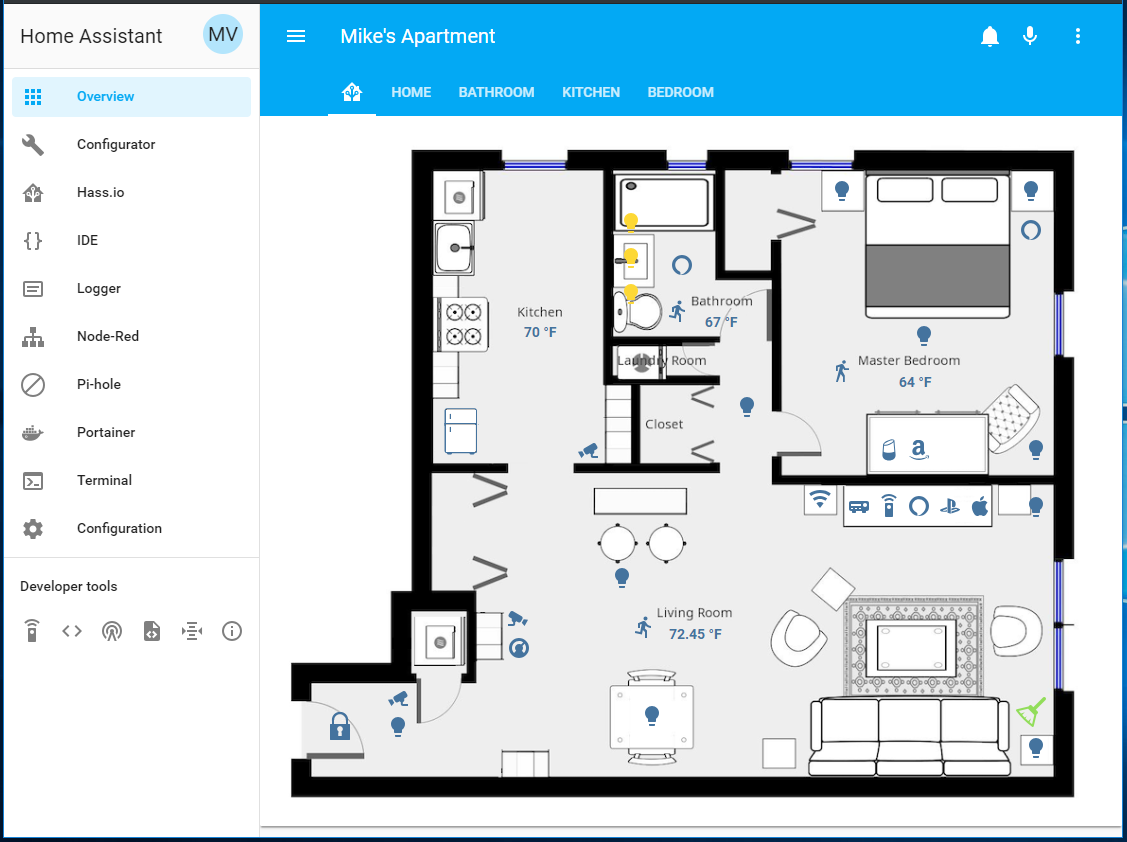 Home Assistant
MV
Overview
Configurator
Hass.io
IDE
Logger
Node-Red
Pi-hole
Portainer
Terminal
Configuration
Developer tools
Mike's Apartment
HOME
BATHROOM
KITCHEN
BEDROOM
Kitchen
70 °F
Bathroom
67 °F
Laundry Room
Master Bedroom
64 °F
Closet
Living Room
72.45 °F